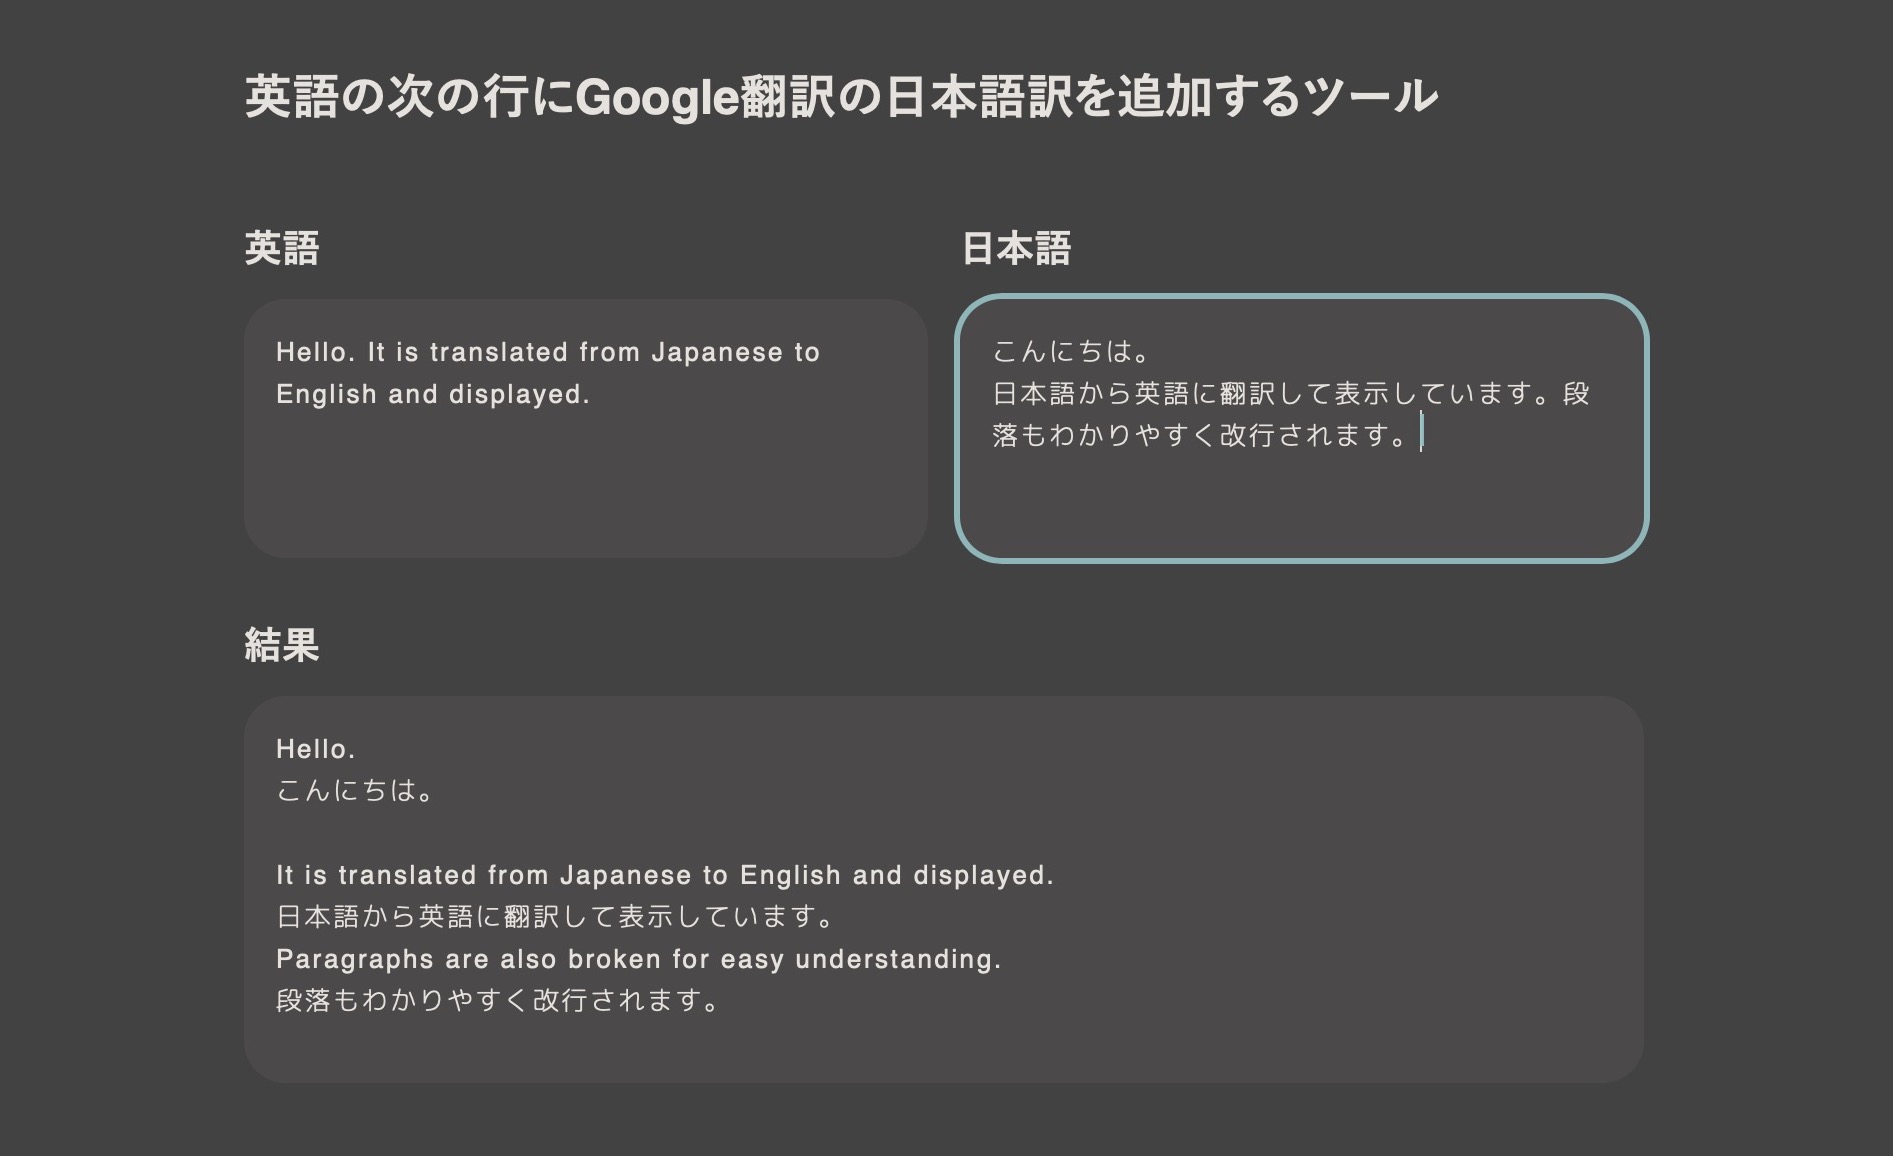 英語の次の行にGoogle翻訳の日本語訳を追加するツール
英語
Hello. It is translated from Japanese to
English and displayed.
日本語
こんにちは。
日本語から英語に翻訳して表示しています。段
落もわかりやすく改行されます。
結果
Hello.
こんにちは。
It is translated from Japanese to English and displayed.
日本語から英語に翻訳して表示しています。
Paragraphs are also broken for easy understanding.
段落もわかりやすく改行されます。